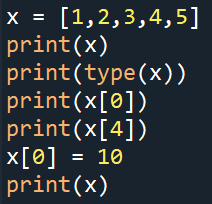 x = [1,2,3,4,5]
print(x)
print(type(x))
print(x[0])
print(x[4])
x[0] = 10
print(x)